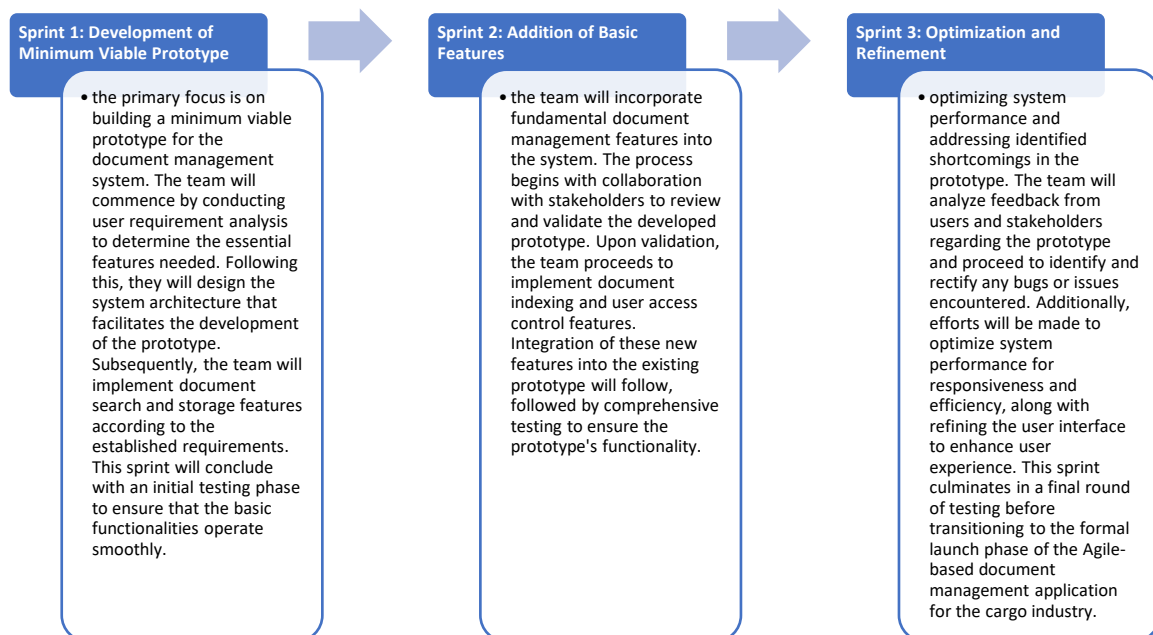 Sprint 1: Development of
Minimum Viable Prototype
• the primary focus is on
building a minimum viable
prototype for the
document management
system. The team will
commence by conducting
user requirement analysis
to determine the essential
features needed. Following
this, they will design the
system architecture that
facilitates the development
of the prototype.
Subsequently, the team will
implement document
search and storage features
according to the
established requirements.
This sprint will conclude
with an initial testing phase
to ensure that the basic
functionalities operate
smoothly.
Sprint 2: Addition of Basic
Features
• the team will incorporate
fundamental document
management features into
the system. The process
begins with collaboration
with stakeholders to review
and validate the developed
prototype. Upon validation,
the team proceeds to
implement document
indexing and user access
control features.
Integration of these new
features into the existing
prototype will follow,
followed by comprehensive
testing to ensure the
prototype's functionality.
Sprint 3: Optimization and
Refinement
• optimizing system
performance and
addressing identified
shortcomings in the
prototype. The team will
analyze feedback from
users and stakeholders
regarding the prototype
and proceed to identify and
rectify any bugs or issues
encountered. Additionally,
efforts will be made to
optimize system
performance for
responsiveness and
efficiency, along with
refining the user interface
to enhance user
experience. This sprint
culminates in a final round
of testing before
transitioning to the formal
launch phase of the Agile-
based document
management application
for the cargo industry.